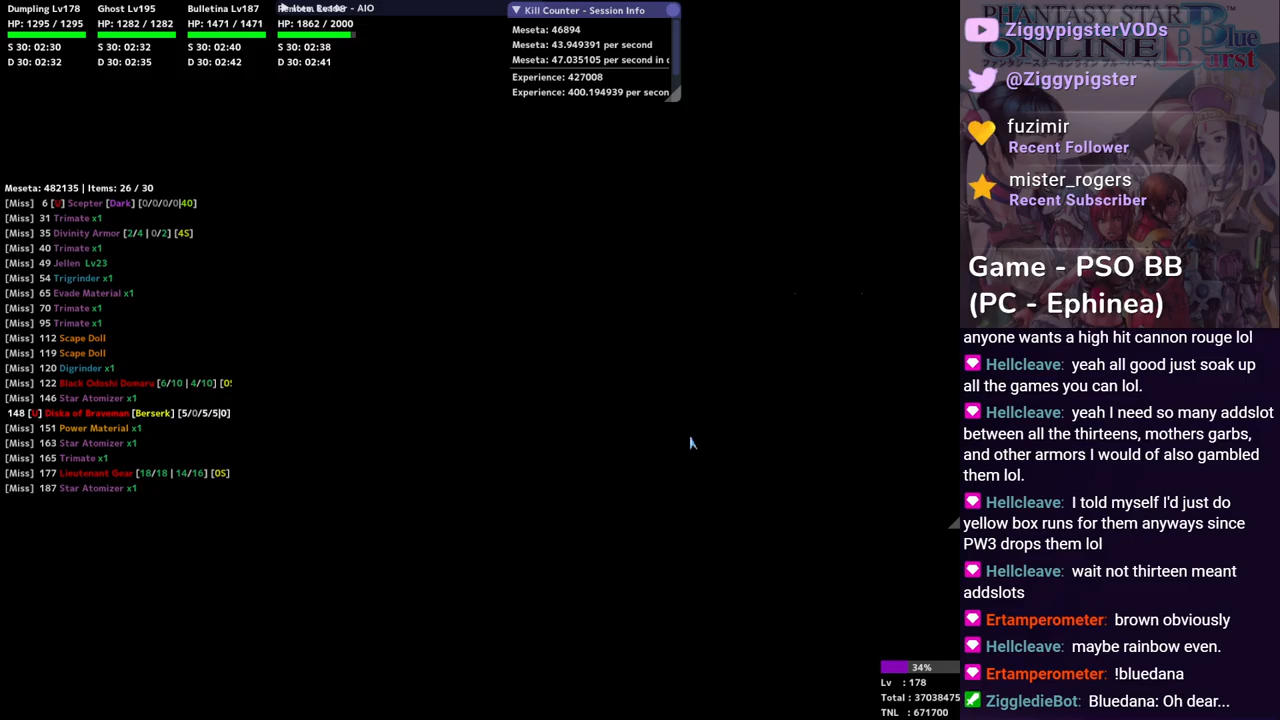 Dumpling Lv178 Ghost Lv195 Bulletina Lv187
HP: 1295 / 1295 HP: 1282 / 1282 HP: 1471 / 1471 HP: 1862 / 2000
S 30: 02:30 S 30: 02:32 S 30: 02:40 S 30: 02:38
D 30: 02:32 D 30: 02:35 D 30: 02:42 D 30: 02:41
- AIO
Kill Counter - Session Info
Meseta: 46894
Meseta: 43.949391 per second
Meseta: 47.035105 per second in
Experience: 427008
Experience: 400.194939 per secon
Meseta: 482135 | Items: 26 / 30
[Miss] 6 [U] Scepter [Dark] [0/0/0/0|40]
[Miss] 31 Trimate x1
[Miss] 35 Divinity Armor [2/4 | 0/2] [4S]
[Miss] 40 Trimate x1
[Miss] 49 Jellen Lv23
[Miss] 54 Trigrinder x1
[Miss] 65 Evade Material x1
[Miss] 70 Trimate x1
[Miss] 95 Trimate x1
[Miss] 112 Scape Doll
[Miss] 119 Scape Doll
[Miss] 120 Digrinder x1
[Miss] 122 Black Odoshi Domaru [6/10 | 4/10] [0S
[Miss] 146 Star Atomizer x1
148 [U] Diska of Braveman [Berserk] [5/0/5/5|0]
[Miss] 151 Power Material x1
[Miss] 163 Star Atomizer x1
[Miss] 165 Trimate x1
[Miss] 177 Lieutenant Gear [18/18 | 14/16] [0S]
[Miss] 187 Star Atomizer x1
34%
Lv : 178
Total : 37038475
TNL : 671700
PHANTASY STAR
ONLINE Blue
Burst
ZiggypigsterVODs
@Ziggypigster
fuzimir
Recent Follower
mister_rogers
Recent Subscriber
Game - PSO BB
(PC - Ephinea)
anyone wants a high hit cannon rouge lol
Hellcleave: yeah all good just soak up
all the games you can lol.
Hellcleave: yeah I need so many addslot
between all the thirteens, mothers garbs,
and other armors I would of also gambled
them lol.
Hellcleave: I told myself I'd just do
yellow box runs for them anyways since
PW3 drops them lol
Hellcleave: wait not thirteen meant
addslots
Ertamperometer: brown obviously
Hellcleave: maybe rainbow even.
Ertamperometer: !bluedana
ZiggledieBot: Bluedana: Oh dear...